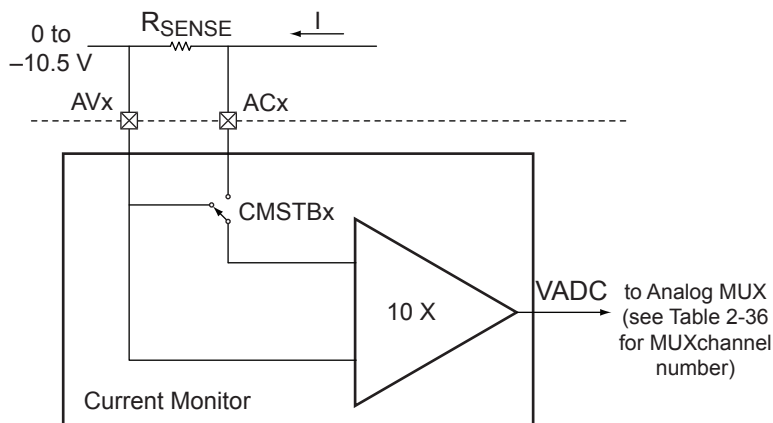 0 to
–10.5 V
RSENSE
I
AVx
ACx
CMSTBx
10 X
VADC
to Analog MUX
(see Table 2-36
for MUXchannel
number)
Current Monitor